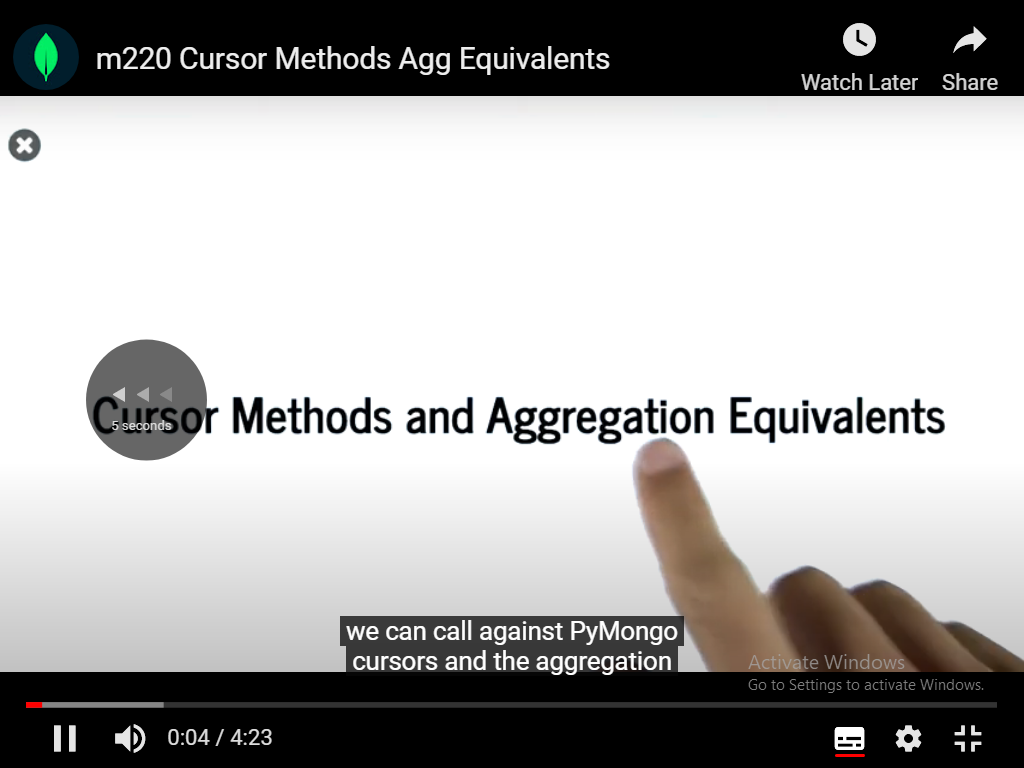 m220 Cursor Methods Agg Equivalents
Watch Later
Share
Cursor Methods and Aggregation Equivalents
5 seconds
we can call against PyMongo
cursors and the aggregation
Activate Windows
Go to Settings to activate Windows.
0:04 / 4:23